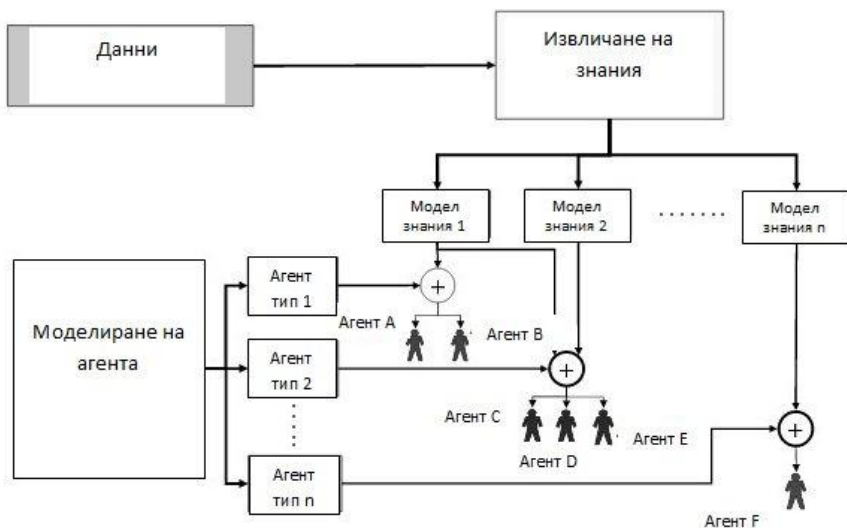 Данни
Извличане на
знания
Модел
знания 1
Модел
знания 2
Модел
знания n
Моделиране на
агента
Агент
тип 1
Агент
тип 2
Агент
тип n
+
Агент A
Агент B
+
Агент C
Агент D
Агент E
+
Агент F